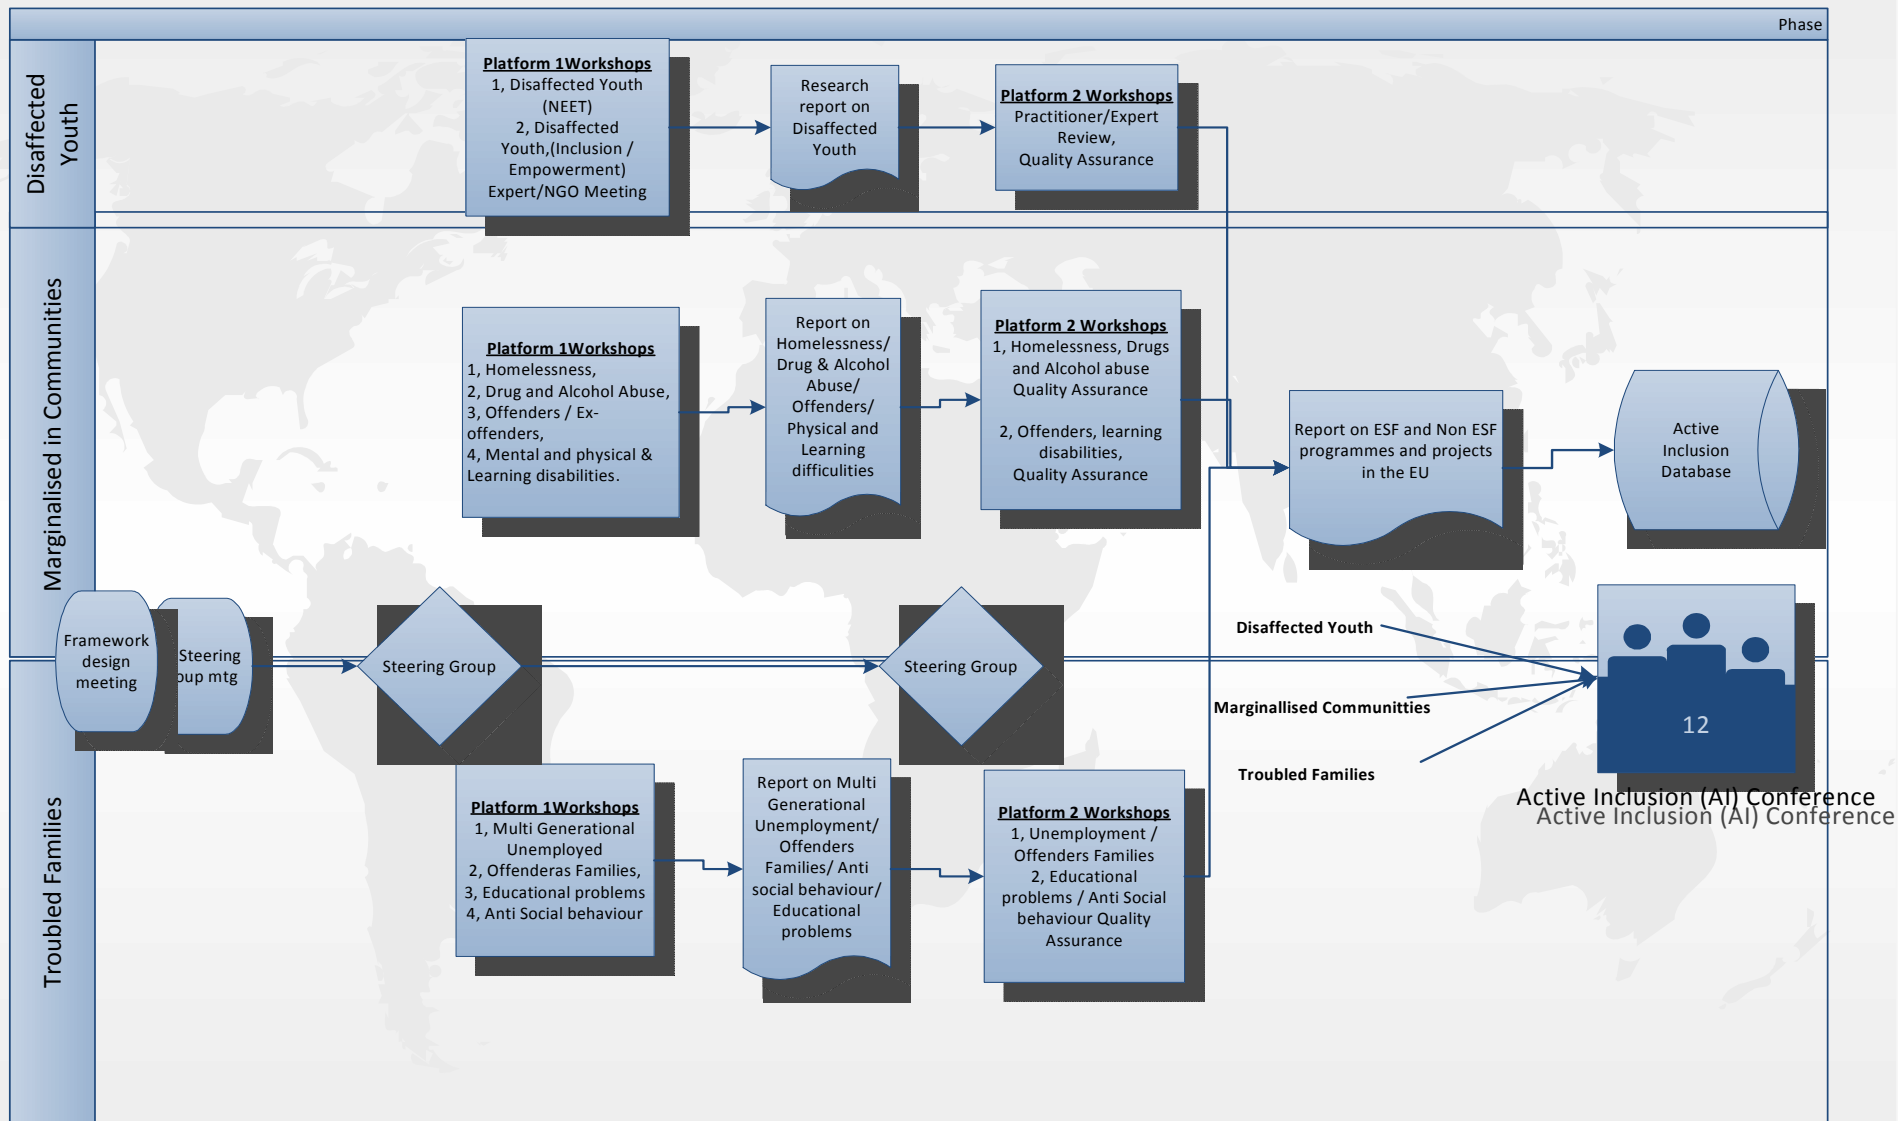 Phase
Disaffected
Youth
Platform 1Workshops
1, Disaffected Youth
(NEET)
2, Disaffected
Youth,(Inclusion /
Empowerment)
Expert/NGO Meeting
Research
report on
Disaffected
Youth
Platform 2 Workshops
Practitioner/Expert
Review,
Quality Assurance
Marginalised in Communities
Platform 1Workshops
1, Homelessness,
2, Drug and Alcohol Abuse,
3, Offenders / Ex-
offenders,
4, Mental and physical &
Learning disabilities.
Report on
Homelessness/
Drug & Alcohol
Abuse/
Offenders/
Physical and
Learning
difficulities
Platform 2 Workshops
1, Homelessness, Drugs
and Alcohol abuse
Quality Assurance
2, Offenders, learning
disabilities,
Quality Assurance
Report on ESF and Non ESF
programmes and projects
in the EU
Active
Inclusion
Database
Framework
design
meeting
Steering
oup mtg
Steering Group
Steering Group
Disaffected Youth
Marginallised Communitties
Troubled Families
12
Active Inclusion (AI) Conference
Active Inclusion (AI) Conference
Troubled Families
Platform 1Workshops
1, Multi Generational
Unemployed
2, Offenderas Families,
3, Educational problems
4, Anti Social behaviour
Report on Multi
Generational
Unemployment/
Offenders
Families/ Anti
social behaviour/
Educational
problems
Platform 2 Workshops
1, Unemployment /
Offenders Families
2, Educational
problems / Anti Social
behaviour Quality
Assurance